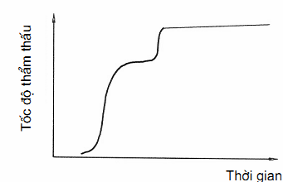 Tốc độ thẩm thấu
Thời gian